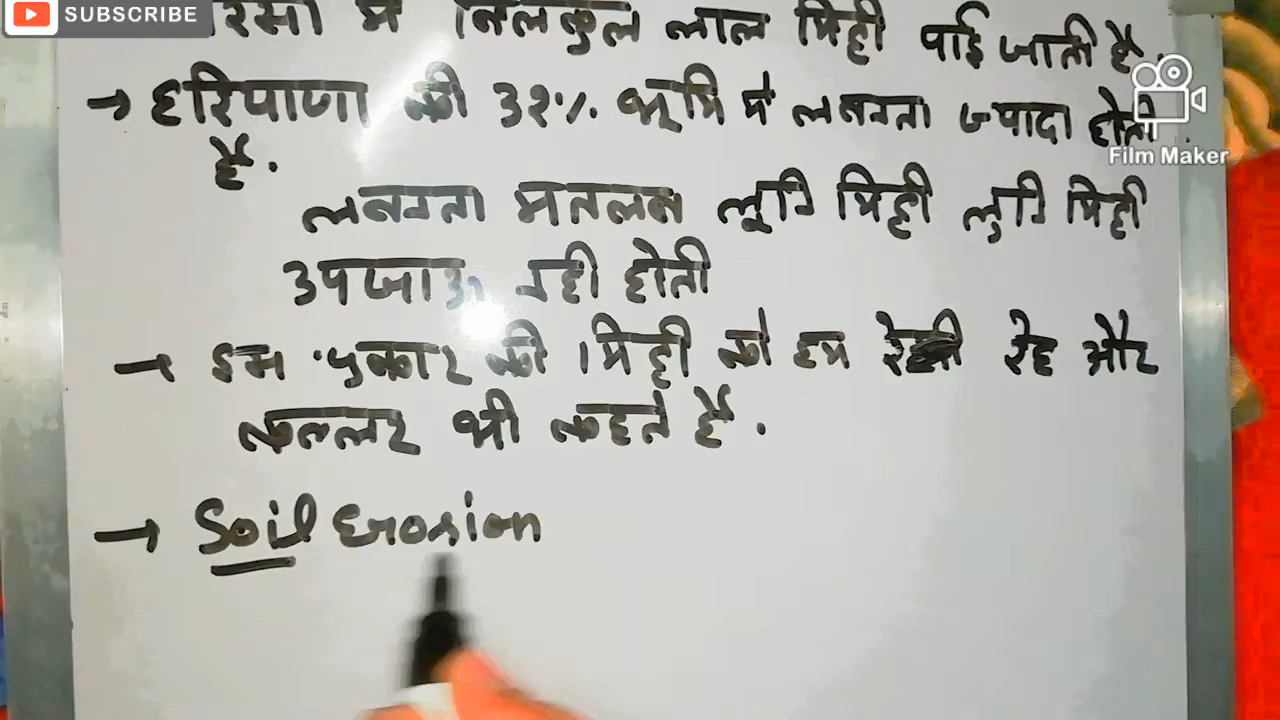 SUBSCRIBE
में बिलकुल लाल मिट्टी पाई जाती है.
→ हरियाणा की 32% भूमि में लवणता ज्यादा होती
है.
लवणता मतलब लूनि मिट्टी लुनि मिट्टी
उपजाऊ नही होती
→ इस प्रकार की मिट्टी को हम रेह और
कल्लर भी कहते है.
→ Soil Erosion
Film Maker